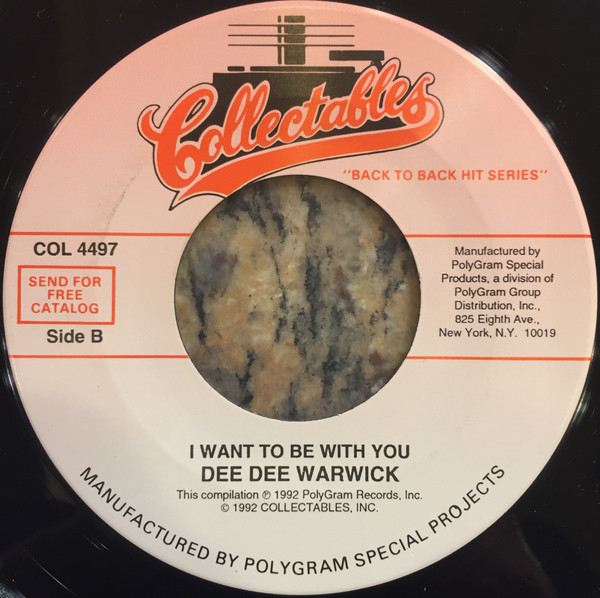 Collectables
"BACK TO BACK HIT SERIES"
COL 4497
SEND FOR
FREE
CATALOG
Side B
Manufactured by
PolyGram Special
Products, a division of
PolyGram Group
Distribution, Inc.,
825 Eighth Ave.,
New York, N.Y. 10019
I WANT TO BE WITH YOU
DEE DEE WARWICK
This compilation ℗ 1992 PolyGram Records, Inc.
© 1992 COLLECTABLES, INC.
MANUFACTURED BY POLYGRAM SPECIAL PROJECTS